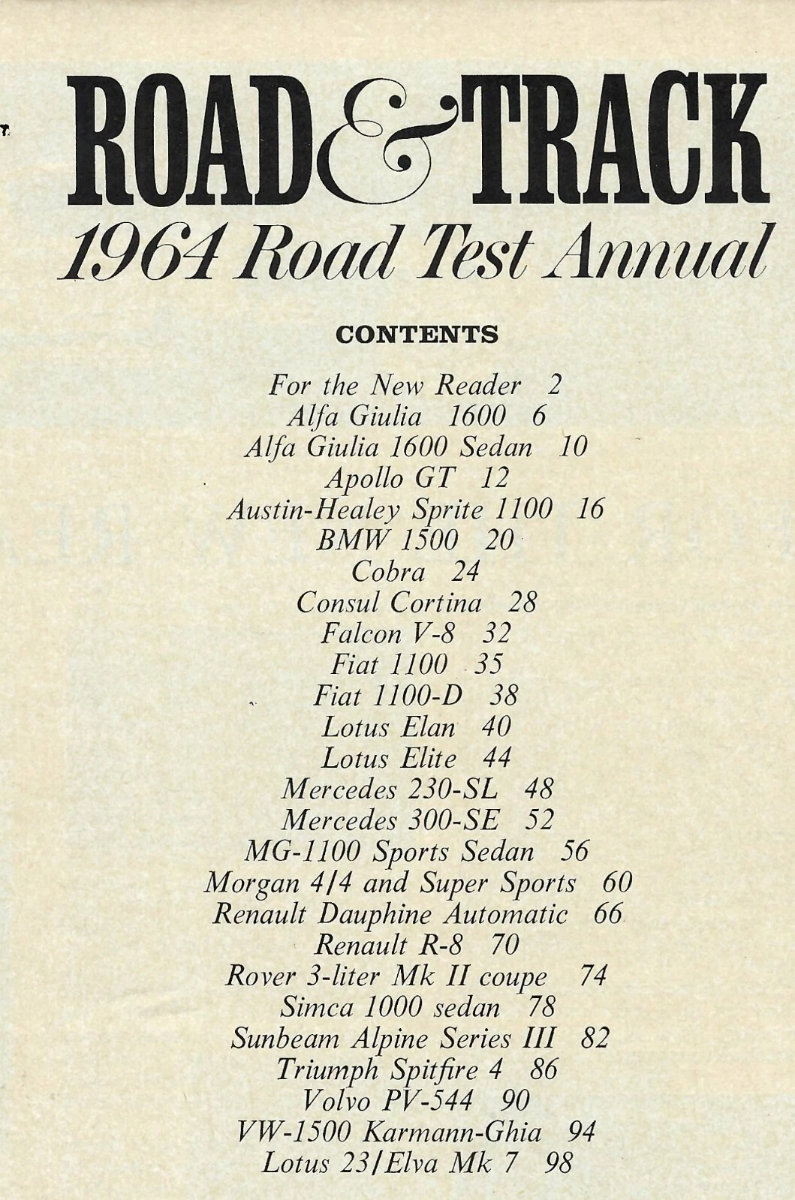 ROAD & TRACK
1964 Road Test Annual
CONTENTS
For the New Reader 2
Alfa Giulia 1600 6
Alfa Giulia 1600 Sedan 10
Apollo GT 12
Austin-Healey Sprite 1100 16
BMW 1500 20
Cobra 24
Consul Cortina 28
Falcon V-8 32
Fiat 1100 35
Fiat 1100-D 38
Lotus Elan 40
Lotus Elite 44
Mercedes 230-SL 48
Mercedes 300-SE 52
MG-1100 Sports Sedan 56
Morgan 4/4 and Super Sports 60
Renault Dauphine Automatic 66
Renault R-8 70
Rover 3-liter Mk II coupe 74
Simca 1000 sedan 78
Sunbeam Alpine Series III 82
Triumph Spitfire 4 86
Volvo PV-544 90
VW-1500 Karmann-Ghia 94
Lotus 23/Elva Mk 7 98